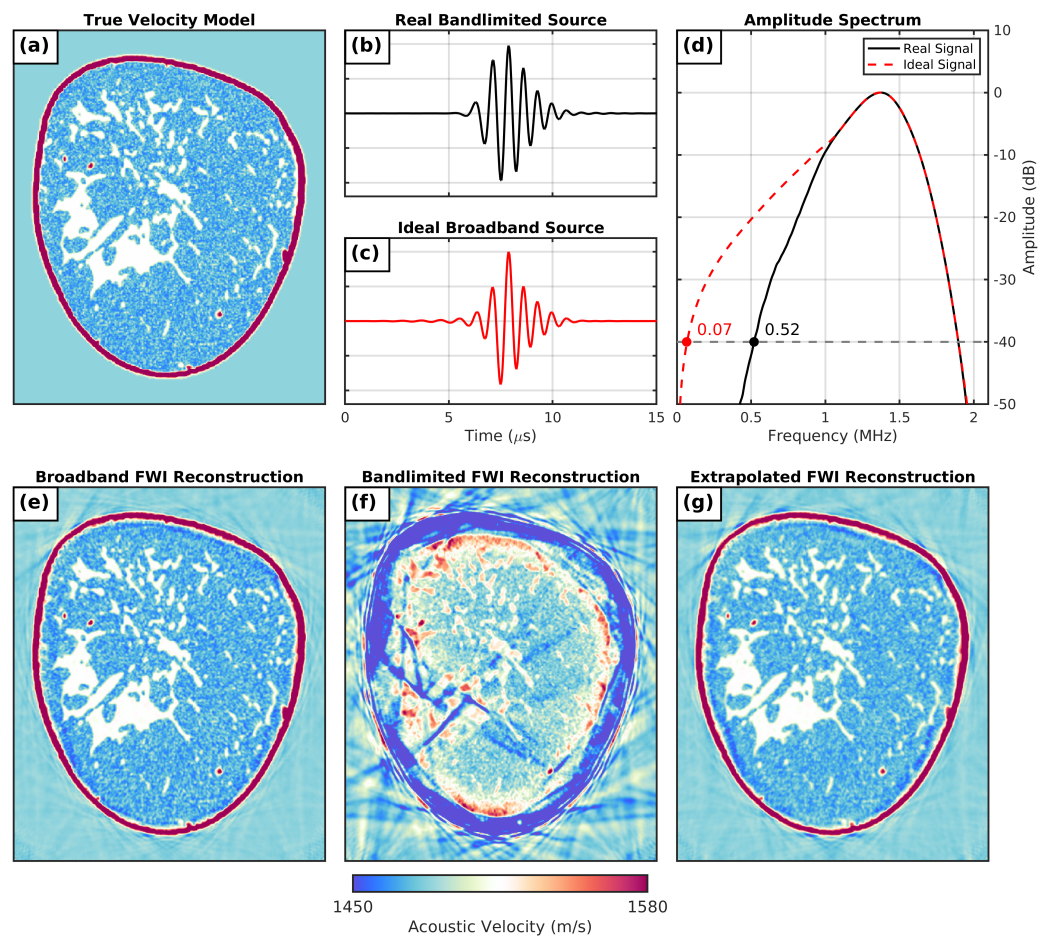 True Velocity Model
(a)
Real Bandlimited Source
(b)
Ideal Broadband Source
(c)
0 5 10 15
Time (μs)
Amplitude Spectrum
(d)
Real Signal
Ideal Signal
10
0
-10
-20
-30
-40
-50
Amplitude (dB)
0.07 0.52
0 0.5 1 1.5 2
Frequency (MHz)
Broadband FWI Reconstruction
(e)
Bandlimited FWI Reconstruction
(f)
Extrapolated FWI Reconstruction
(g)
1450 1580
Acoustic Velocity (m/s)